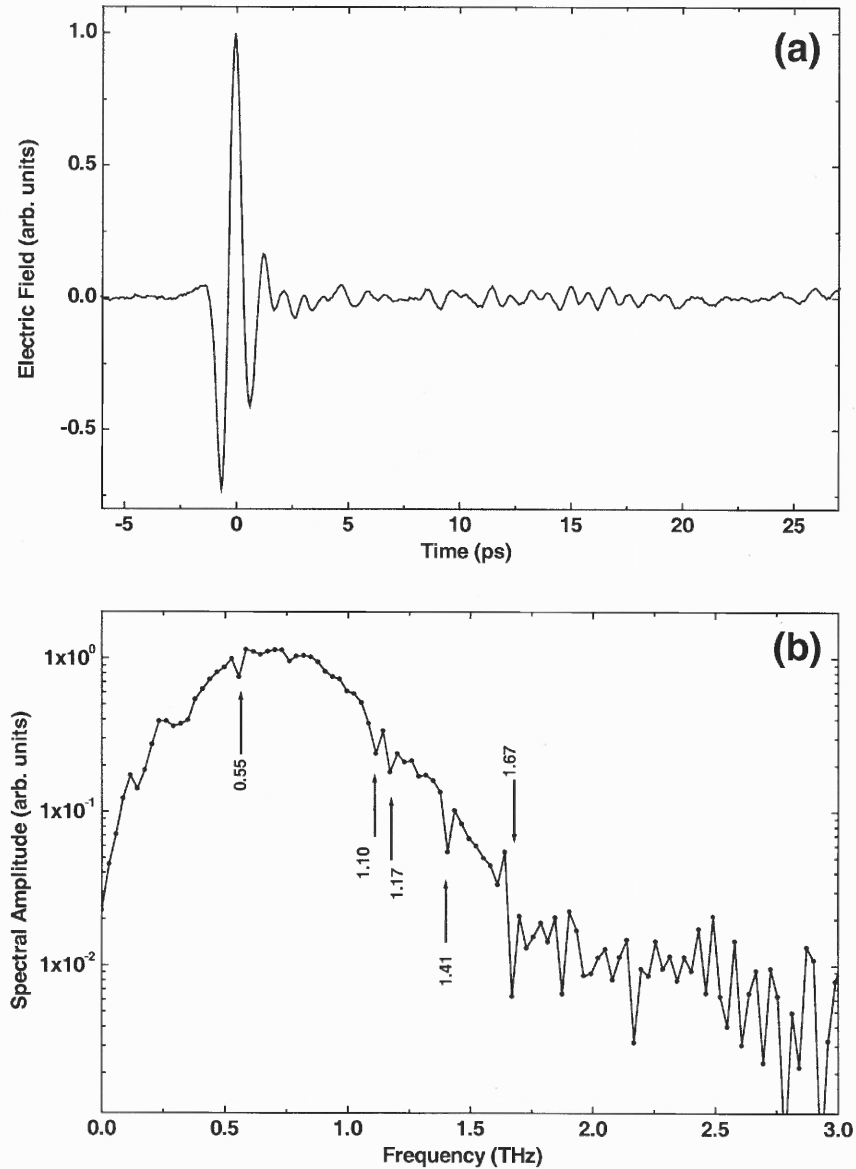 (a)
Electric Field (arb. units)
1.0
0.5
0.0
-0.5
-5 0 5 10 15 20 25
Time (ps)
(b)
Spectral Amplitude (arb. units)
1x10⁰
1x10⁻¹
1x10⁻²
0.55
1.10
1.17
1.41
1.67
0.0 0.5 1.0 1.5 2.0 2.5 3.0
Frequency (THz)